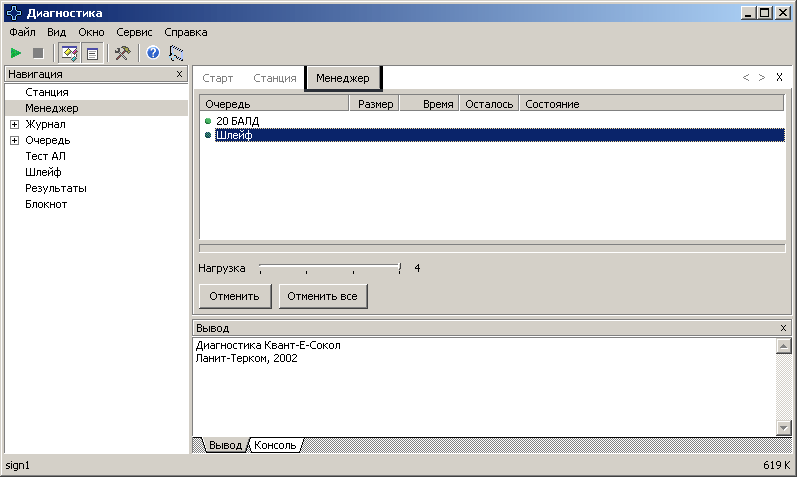 Диагностика
Файл Вид Окно Сервис Справка
Навигация
Станция
Менеджер
Журнал
Очередь
Тест АЛ
Шлейф
Результаты
Блокнот
Старт Станция Менеджер
Очередь Размер Время Осталось Состояние
20 БАЛД
Шлейф
Нагрузка 4
Отменить Отменить все
Вывод
Диагностика Квант-Е-Сокол
Ланит-Терком, 2002
Вывод Консоль
sign1 619 K